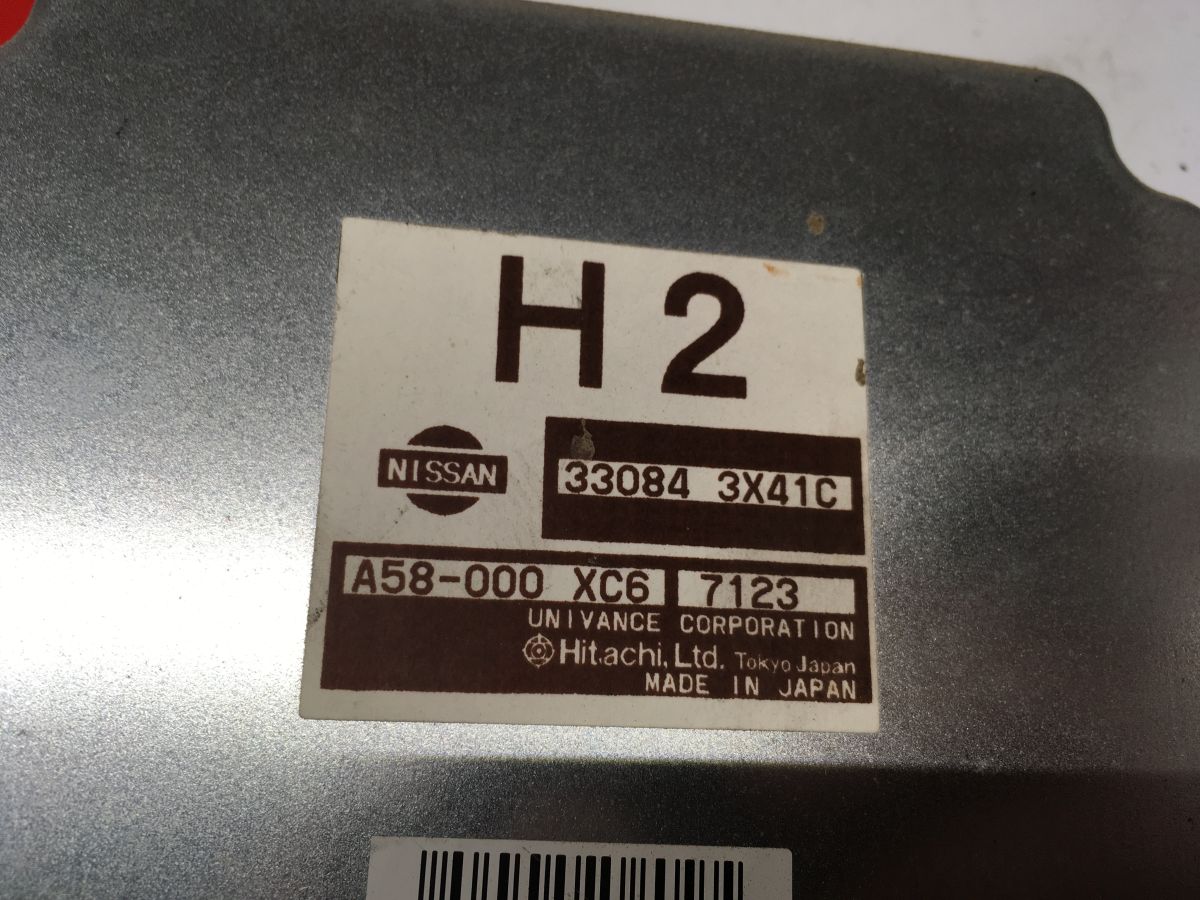 H2
NISSAN
33084 3X41C
A58-000 XC6 7123
UNIVANCE CORPORATION
Hitachi, Ltd. Tokyo Japan
MADE IN JAPAN